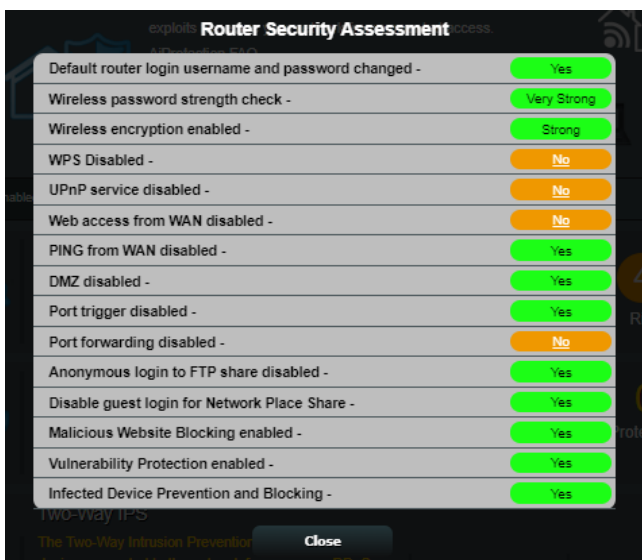 exploits
Router Security Assessment
access.
AiProtection FAQ
Default router login username and password changed - Yes
Wireless password strength check - Very Strong
Wireless encryption enabled - Strong
WPS Disabled - No
UPnP service disabled - No
Web access from WAN disabled - No
PING from WAN disabled - Yes
DMZ disabled - Yes
Port trigger disabled - Yes
Port forwarding disabled - No
Anonymous login to FTP share disabled - Yes
Disable guest login for Network Place Share - Yes
Malicious Website Blocking enabled - Yes
Vulnerability Protection enabled - Yes
Infected Device Prevention and Blocking - Yes
Two-Way IPS
The Two-Way Intrusion Prevention
Close